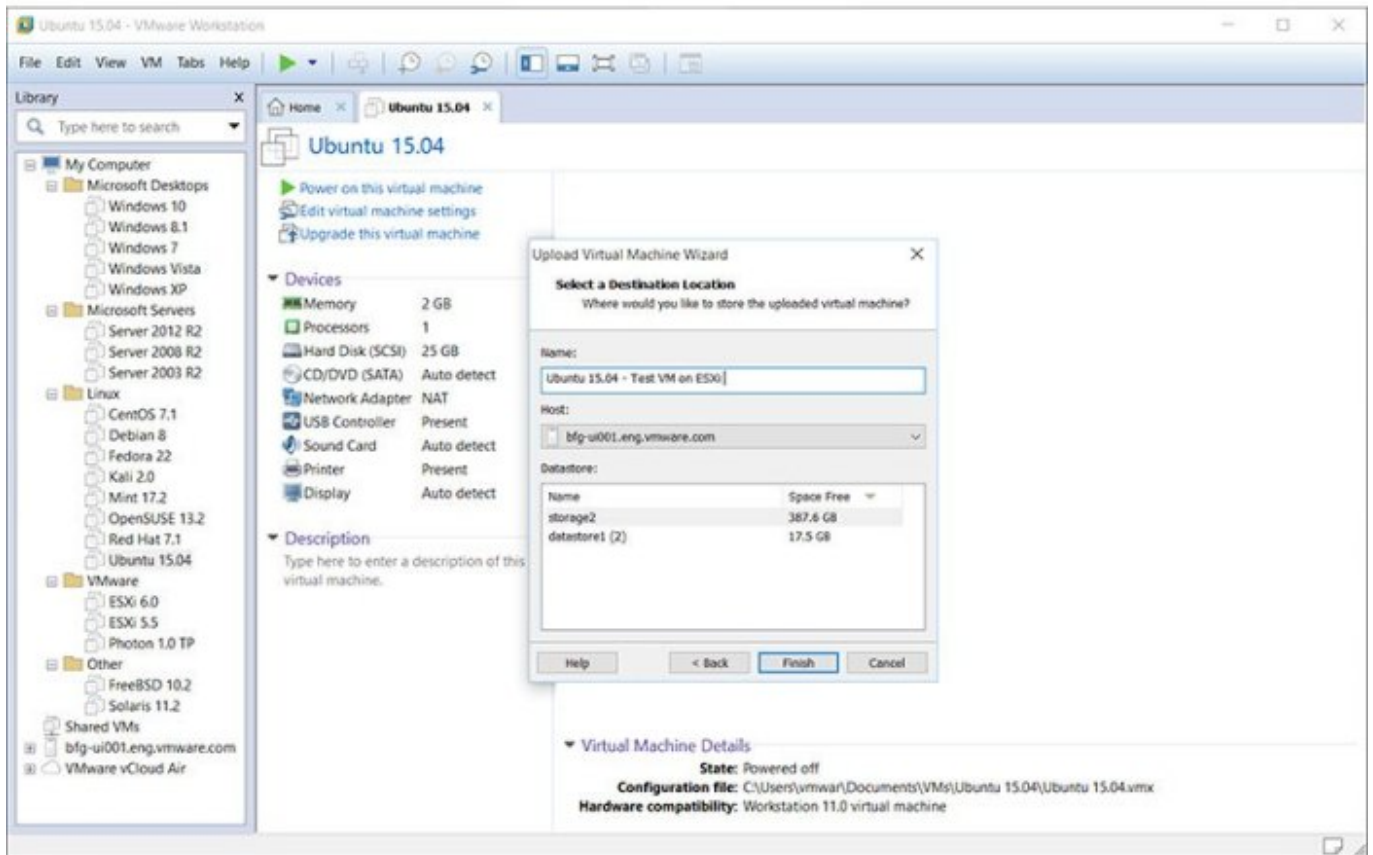 Ubuntu 15.04 - VMware Workstation
File Edit View VM Tabs Help
Library
Type here to search
My Computer
Microsoft Desktops
Windows 10
Windows 8.1
Windows 7
Windows Vista
Windows XP
Microsoft Servers
Server 2012 R2
Server 2008 R2
Server 2003 R2
Linux
CentOS 7.1
Debian 8
Fedora 22
Kali 2.0
Mint 17.2
OpenSUSE 13.2
Red Hat 7.1
Ubuntu 15.04
VMware
ESXi 6.0
ESXi 5.5
Photon 1.0 TP
Other
FreeBSD 10.2
Solaris 11.2
Shared VMs
bfg-ui001.eng.vmware.com
VMware vCloud Air
Home
Ubuntu 15.04
Ubuntu 15.04
Power on this virtual machine
Edit virtual machine settings
Upgrade this virtual machine
Devices
Memory 2 GB
Processors 1
Hard Disk (SCSI) 25 GB
CD/DVD (SATA) Auto detect
Network Adapter NAT
USB Controller Present
Sound Card Auto detect
Printer Present
Display Auto detect
Description
Type here to enter a description of this
virtual machine.
Upload Virtual Machine Wizard
Select a Destination Location
Where would you like to store the uploaded virtual machine?
Name:
Ubuntu 15.04 - Test VM on ESXi
Host:
bfg-ui001.eng.vmware.com
Datastore:
Name Space Free
storage2 387.6 GB
datastore1 (2) 17.5 GB
Help < Back Finish Cancel
Virtual Machine Details
State: Powered off
Configuration file: C:\Users\vmwar\Documents\VMs\Ubuntu 15.04\Ubuntu 15.04.vmx
Hardware compatibility: Workstation 11.0 virtual machine